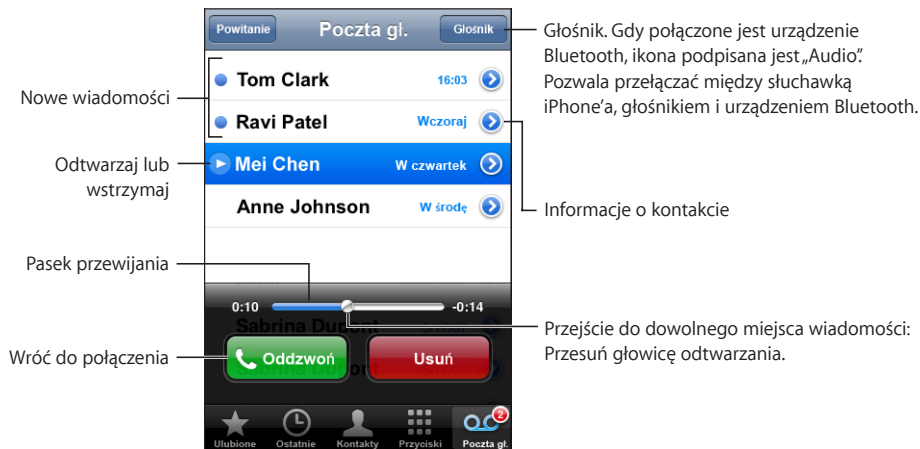 Powitanie
Poczta gł.
Głośnik
Głośnik. Gdy połączone jest urządzenie
Bluetooth, ikona podpisana jest „Audio”.
Pozwala przełączać między słuchawką
iPhone’a, głośnikiem i urządzeniem Bluetooth.
Nowe wiadomości
Tom Clark
16:03
Ravi Patel
Wczoraj
Odtwarzaj lub
wstrzymaj
Mei Chen
W czwartek
Anne Johnson
W środę
Informacje o kontakcie
Pasek przewijania
0:10
-0:14
Sabrina Dupont
Przejście do dowolnego miejsca wiadomości:
Przesuń głowicę odtwarzania.
Wróć do połączenia
Oddzwoń
Usuń
2
Ulubione
Ostatnie
Kontakty
Przyciski
Poczta gł.